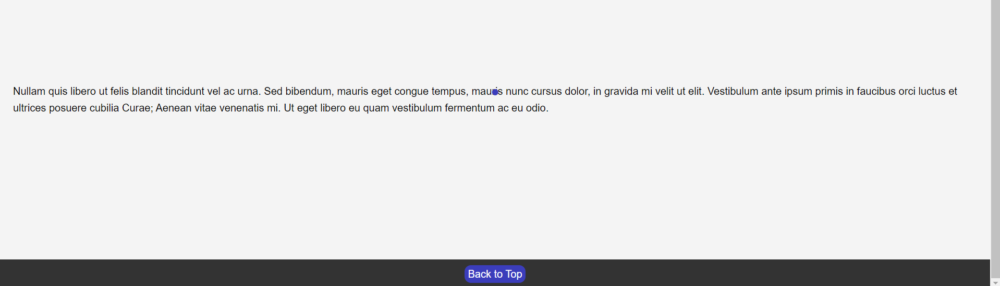 Nullam quis libero ut felis blandit tincidunt vel ac urna. Sed bibendum, mauris eget congue tempus, mauris nunc cursus dolor, in gravida mi velit ut elit. Vestibulum ante ipsum primis in faucibus orci luctus et
ultrices posuere cubilia Curae; Aenean vitae venenatis mi. Ut eget libero eu quam vestibulum fermentum ac eu odio.
Back to Top